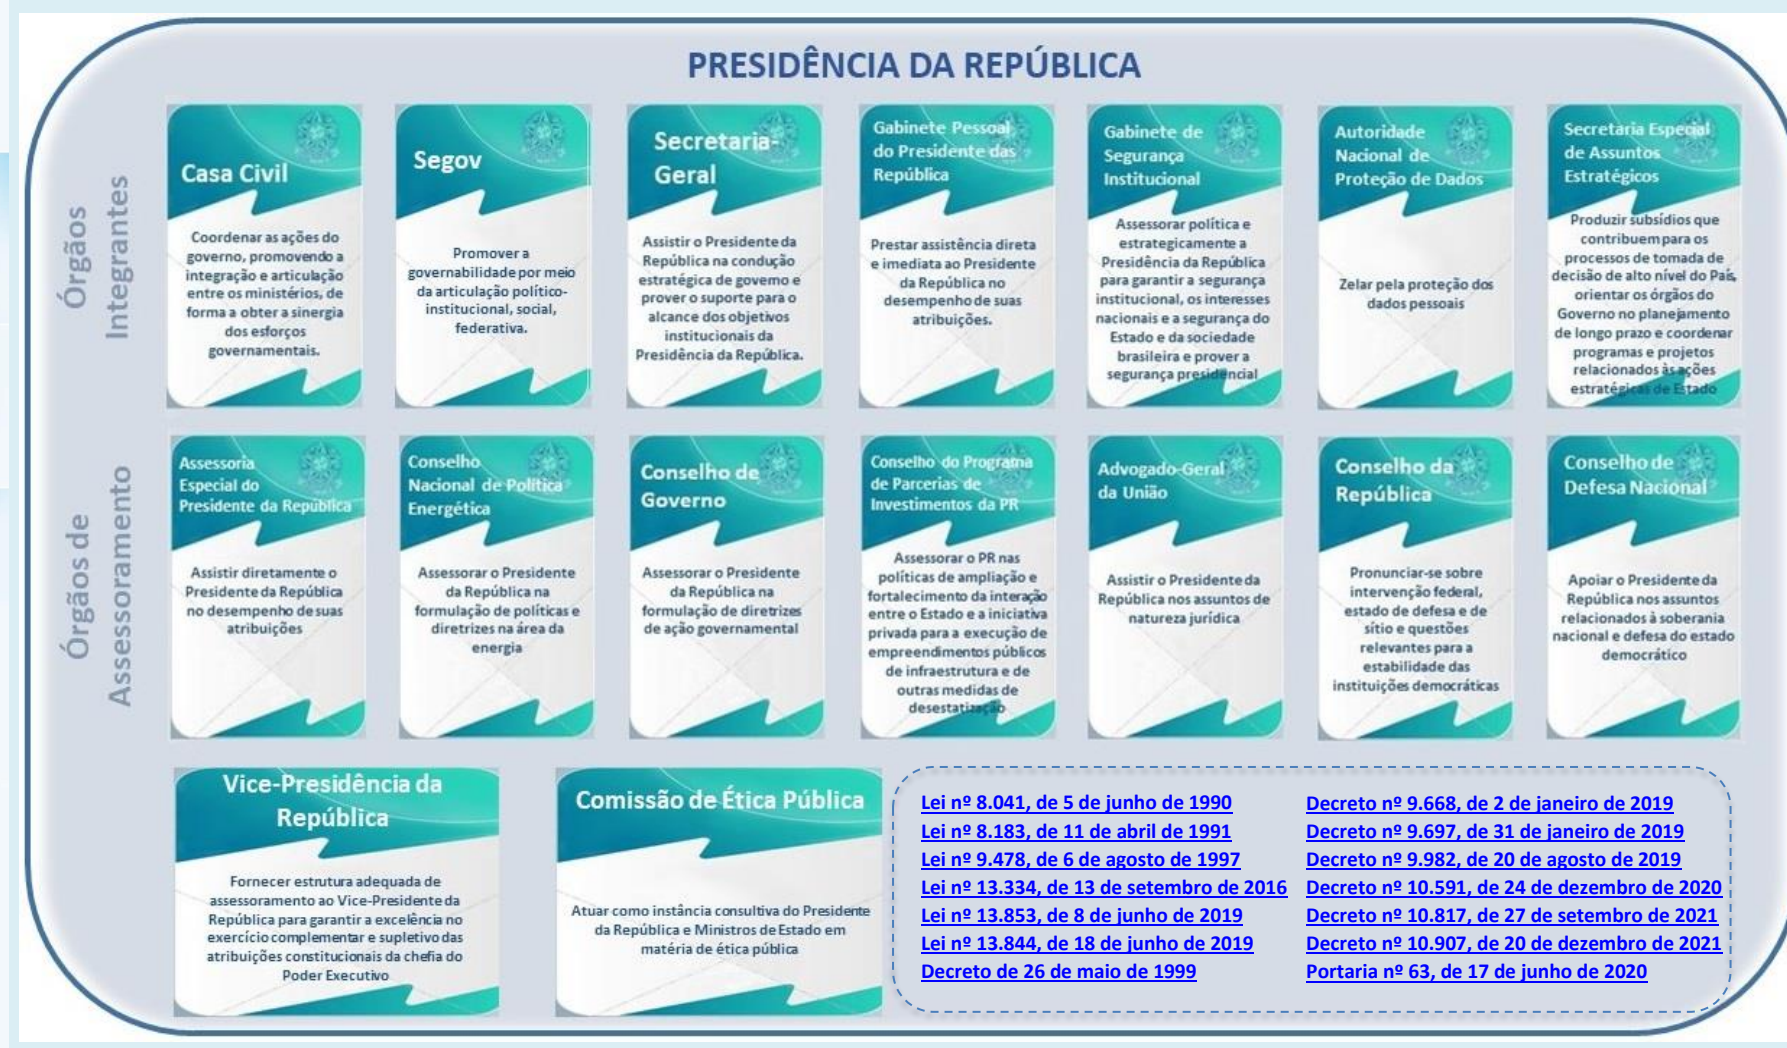 PRESIDÊNCIA DA REPÚBLICA
Órgãos
Integrantes
Casa Civil
Coordenar as ações do
governo, promovendo a
integração e articulação
entre os ministérios, de
forma a obter a sinergia
dos esforços
governamentais.
Segov
Promover a
governabilidade por meio
da articulação político-
institucional, social,
federativa.
Secretaria-
Geral
Assistir o Presidente da
República na condução
estratégica de governo e
prover o suporte para o
alcance dos objetivos
institucionais da
Presidência da República.
Gabinete Pessoal
do Presidente das
República
Prestar assistência direta
e imediata ao Presidente
da República no
desempenho de suas
atribuições.
Gabinete de
Segurança
Institucional
Assessorar política e
estrategicamente a
Presidência da República
para garantir a segurança
institucional, os interesses
nacionais e a segurança do
Estado e da sociedade
brasileira e prover a
segurança presidencial
Autoridade
Nacional de
Proteção de Dados
Zelar pela proteção dos
dados pessoais
Secretaria Especial
de Assuntos
Estratégicos
Produzir subsídios que
contribuem para os
processos de tomada de
decisão de alto nível do País,
orientar os órgãos do
Governo no planejamento
de longo prazo e coordenar
programas e projetos
relacionados às ações
estratégicas de Estado
Órgãos de
Assessoramento
Assessoria
Especial do
Presidente da República
Assistir diretamente o
Presidente da República
no desempenho de suas
atribuições
Conselho
Nacional de Política
Energética
Assessorar o Presidente
da República na
formulação de políticas e
diretrizes na área da
energia
Conselho de
Governo
Assessorar o Presidente
da República na
formulação de diretrizes
de ação governamental
Conselho do Programa
de Parcerias de
Investimentos da PR
Assessorar o PR nas
políticas de ampliação e
fortalecimento da interação
entre o Estado e a iniciativa
privada para a execução de
empreendimentos públicos
de infraestrutura e de
outras medidas de
desestatização
Advogado-Geral
da União
Assistir o Presidente da
República nos assuntos de
natureza jurídica
Conselho da
República
Pronunciar-se sobre
intervenção federal,
estado de defesa e de
sítio e questões
relevantes para a
estabilidade das
instituições democráticas
Conselho de
Defesa Nacional
Apoiar o Presidente da
República nos assuntos
relacionados à soberania
nacional e defesa do estado
democrático
Vice-Presidência da
República
Fornecer estrutura adequada de
assessoramento ao Vice-Presidente da
República para garantir a excelência no
exercício complementar e supletivo das
atribuições constitucionais da chefia do
Poder Executivo
Comissão de Ética Pública
Atuar como instância consultiva do Presidente
da República e Ministros de Estado em
matéria de ética pública
Lei nº 8.041, de 5 de junho de 1990
Lei nº 8.183, de 11 de abril de 1991
Lei nº 9.478, de 6 de agosto de 1997
Lei nº 13.334, de 13 de setembro de 2016
Lei nº 13.853, de 8 de junho de 2019
Lei nº 13.844, de 18 de junho de 2019
Decreto de 26 de maio de 1999
Decreto nº 9.668, de 2 de janeiro de 2019
Decreto nº 9.697, de 31 de janeiro de 2019
Decreto nº 9.982, de 20 de agosto de 2019
Decreto nº 10.591, de 24 de dezembro de 2020
Decreto nº 10.817, de 27 de setembro de 2021
Decreto nº 10.907, de 20 de dezembro de 2021
Portaria nº 63, de 17 de junho de 2020